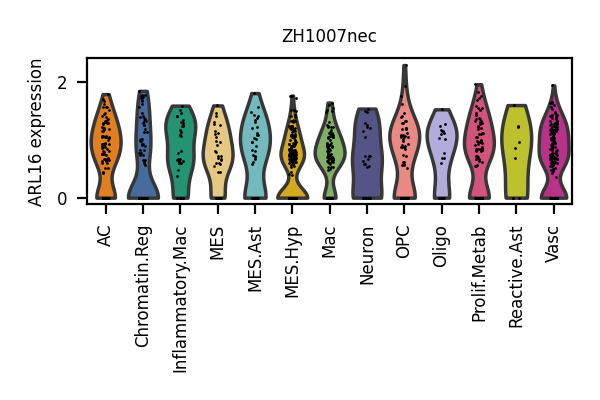 ZH1007nec
ARL16 expression
2
0
AC
Chromatin.Reg
Inflammatory.Mac
MES
MES.Ast
MES.Hyp
Mac
Neuron
OPC
Oligo
Prolif.Metab
Reactive.Ast
Vasc